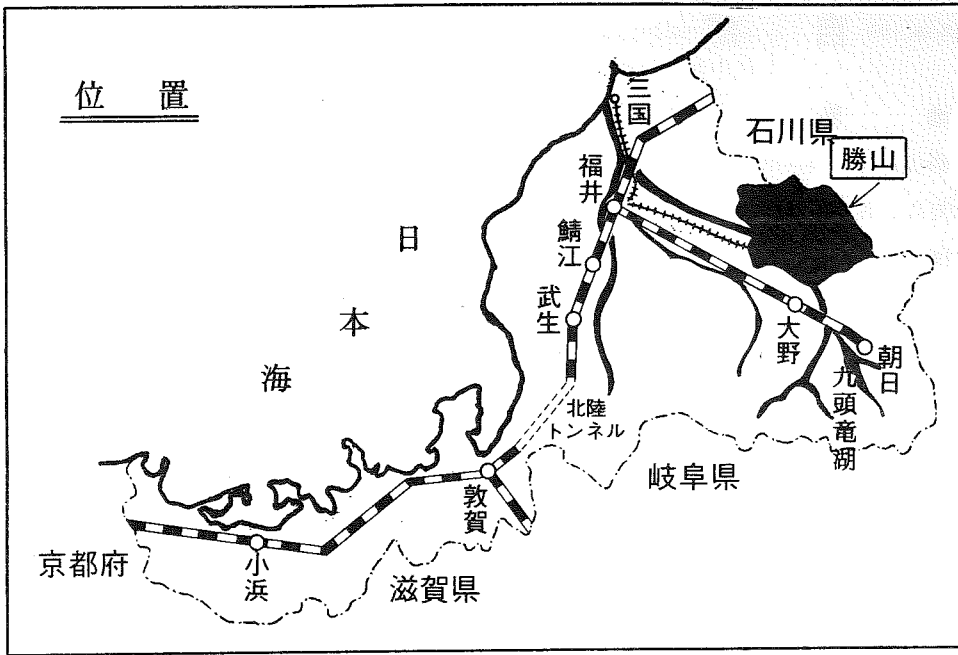 位置
三国
石川県
勝山
福井
日本海
鯖江
武生
大野
朝日
九頭竜湖
北陸
トンネル
岐阜県
敦賀
京都府
小浜
滋賀県